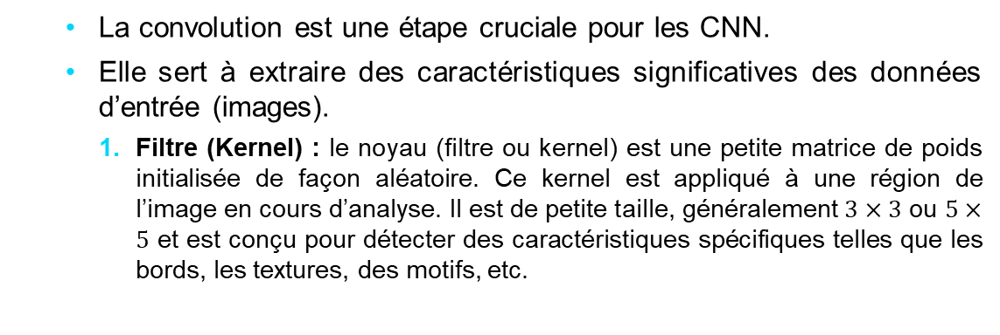 • La convolution est une étape cruciale pour les CNN.
• Elle sert à extraire des caractéristiques significatives des données
d’entrée (images).
1. Filtre (Kernel) : le noyau (filtre ou kernel) est une petite matrice de poids
initialisée de façon aléatoire. Ce kernel est appliqué à une région de
l’image en cours d’analyse. Il est de petite taille, généralement 3 × 3 ou 5 ×
5 et est conçu pour détecter des caractéristiques spécifiques telles que les
bords, les textures, des motifs, etc.